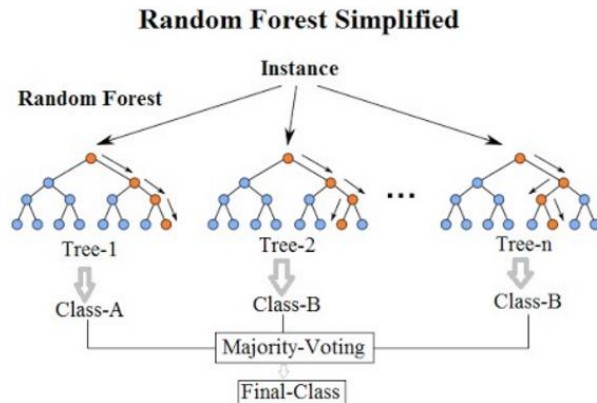 Random Forest Simplified
Instance
Random Forest
...
Tree-1
Tree-2
Tree-n
Class-A
Class-B
Class-B
Majority-Voting
Final-Class